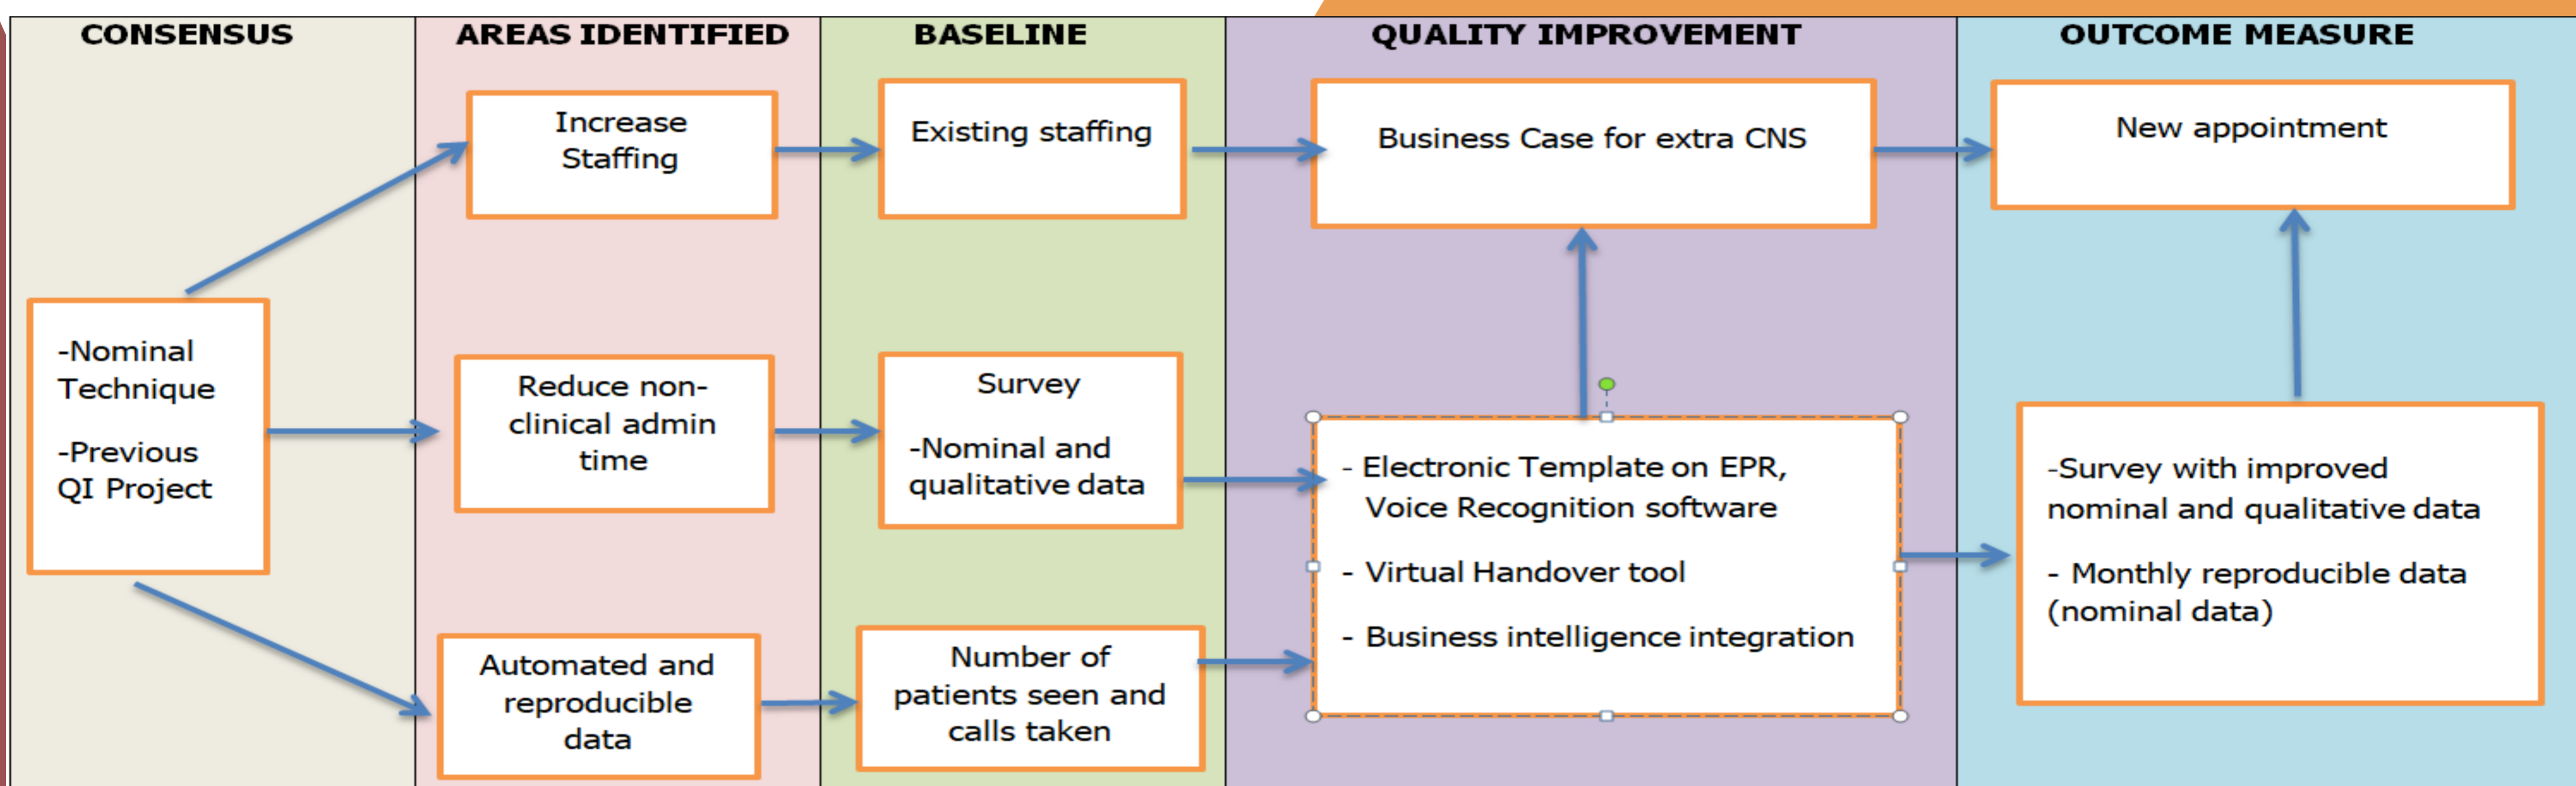 CONSENSUS
AREAS IDENTIFIED
BASELINE
QUALITY IMPROVEMENT
OUTCOME MEASURE
-Nominal
Technique
-Previous
QI Project
Increase
Staffing
Existing staffing
Business Case for extra CNS
New appointment
Reduce non-
clinical admin
time
Survey
-Nominal and
qualitative data
Automated and
reproducible
data
Number of
patients seen and
calls taken
- Electronic Template on EPR,
Voice Recognition software
- Virtual Handover tool
- Business intelligence integration
-Survey with improved
nominal and qualitative data
- Monthly reproducible data
(nominal data)